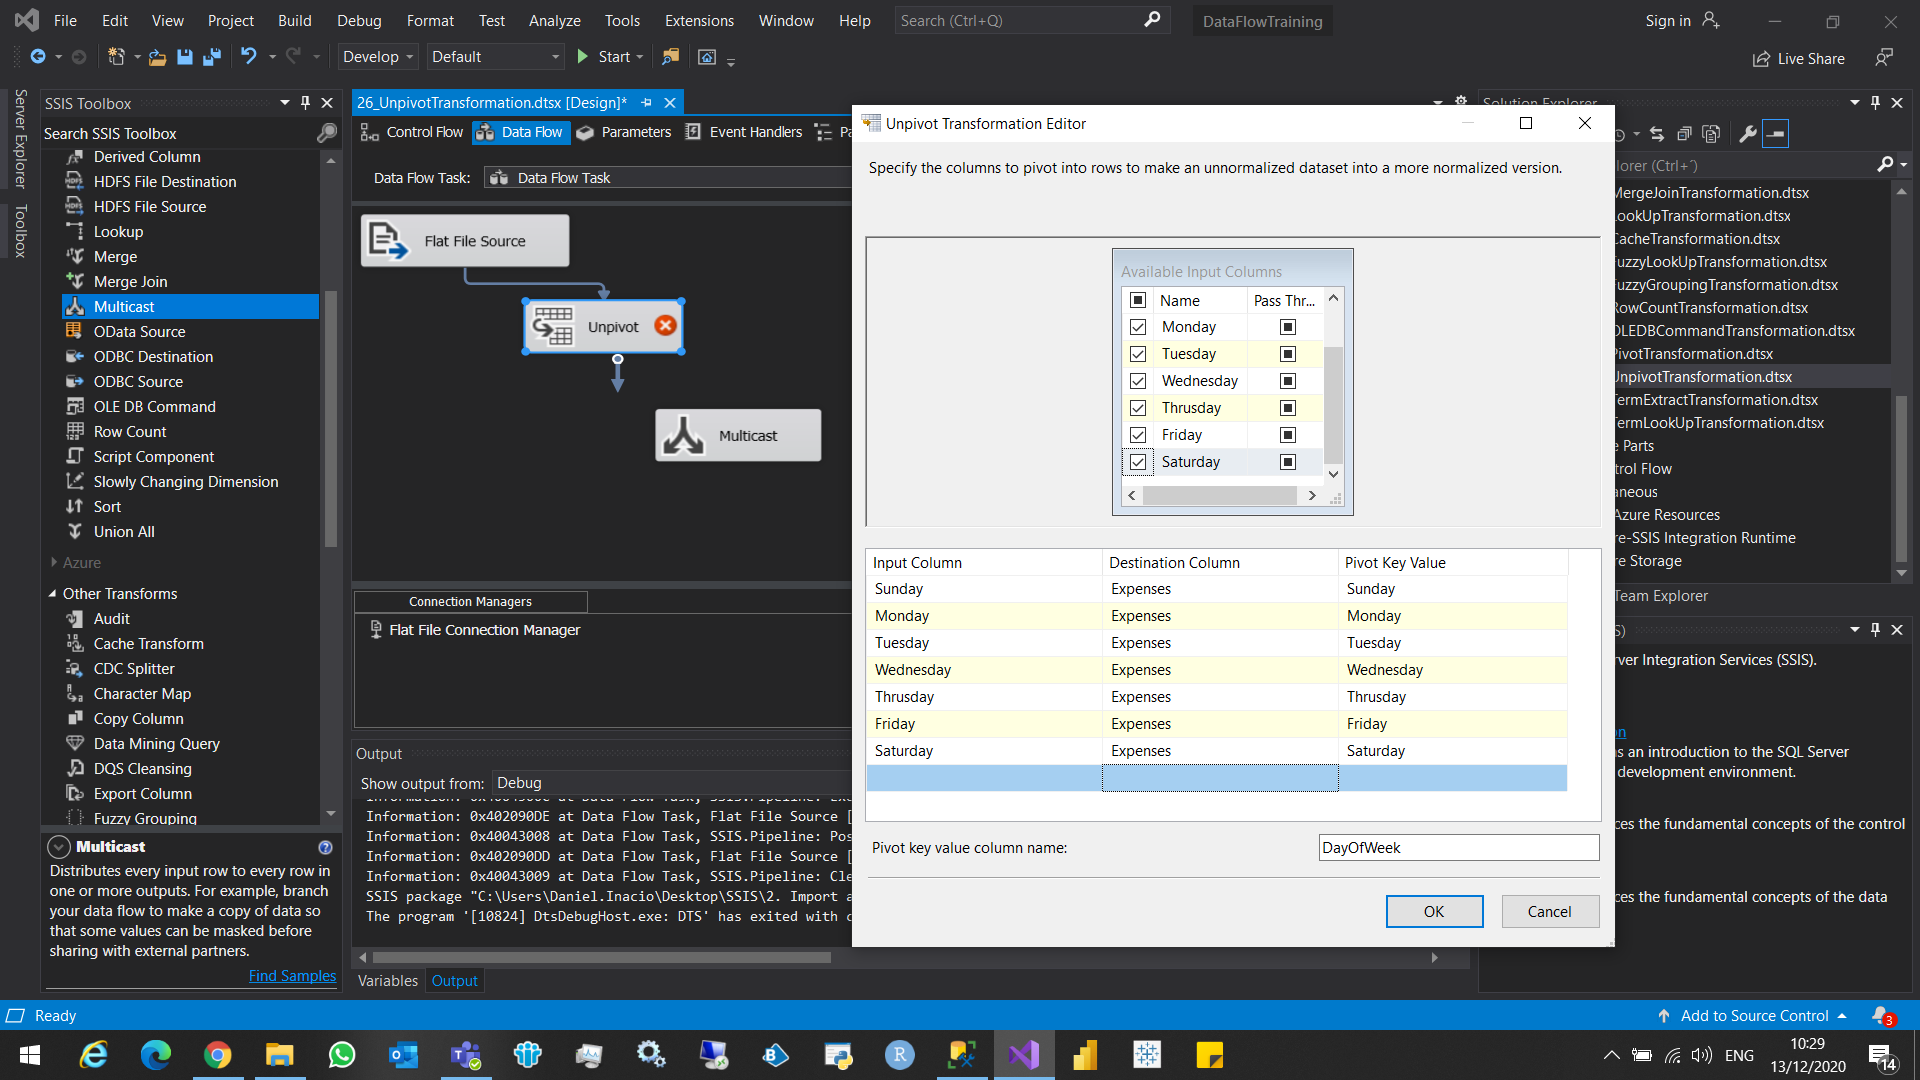 File Edit View Project Build Debug Format Test Analyze Tools Extensions Window Help Search (Ctrl+Q) DataFlowTraining Sign in
Develop Default Start Live Share
Server Explorer
Toolbox
SSIS Toolbox
Search SSIS Toolbox
Derived Column
HDFS File Destination
HDFS File Source
Lookup
Merge
Merge Join
Multicast
OData Source
ODBC Destination
ODBC Source
OLE DB Command
Row Count
Script Component
Slowly Changing Dimension
Sort
Union All
Azure
Other Transforms
Audit
Cache Transform
CDC Splitter
Character Map
Copy Column
Data Mining Query
DQS Cleansing
Export Column
Fuzzy Grouping
Multicast
Distributes every input row to every row in
one or more outputs. For example, branch
your data flow to make a copy of data so
that some values can be masked before
sharing with external partners.
Find Samples
26_UnpivotTransformation.dtsx [Design]*
Control Flow Data Flow Parameters Event Handlers Pa
Data Flow Task: Data Flow Task
Flat File Source
Unpivot
Multicast
Connection Managers
Flat File Connection Manager
Output
Show output from: Debug
Information: 0x402090DE at Data Flow Task, Flat File Source [
Information: 0x40043008 at Data Flow Task, SSIS.Pipeline: Pos
Information: 0x402090DD at Data Flow Task, Flat File Source [
Information: 0x40043009 at Data Flow Task, SSIS.Pipeline: Cle
SSIS package "C:\Users\Daniel.Inacio\Desktop\SSIS\2. Import a
The program '[10824] DtsDebugHost.exe: DTS' has exited with c
Variables Output
Unpivot Transformation Editor
Specify the columns to pivot into rows to make an unnormalized dataset into a more normalized version.
Available Input Columns
Name Pass Thr...
Monday
Tuesday
Wednesday
Thrusday
Friday
Saturday
Input Column Destination Column Pivot Key Value
Sunday Expenses Sunday
Monday Expenses Monday
Tuesday Expenses Tuesday
Wednesday Expenses Wednesday
Thrusday Expenses Thrusday
Friday Expenses Friday
Saturday Expenses Saturday
Pivot key value column name: DayOfWeek
OK Cancel
Solution Explorer
lorer (Ctrl+´)
MergeJoinTransformation.dtsx
LookUpTransformation.dtsx
CacheTransformation.dtsx
FuzzyLookUpTransformation.dtsx
FuzzyGroupingTransformation.dtsx
RowCountTransformation.dtsx
OLEDBCommandTransformation.dtsx
PivotTransformation.dtsx
UnpivotTransformation.dtsx
TermExtractTransformation.dtsx
TermLookUpTransformation.dtsx
e Parts
trol Flow
aneous
Azure Resources
re-SSIS Integration Runtime
re Storage
Team Explorer
S)
rver Integration Services (SSIS).
on
s an introduction to the SQL Server
development environment.
ces the fundamental concepts of the control
ces the fundamental concepts of the data
Ready Add to Source Control 3
ENG 10:29
13/12/2020 14